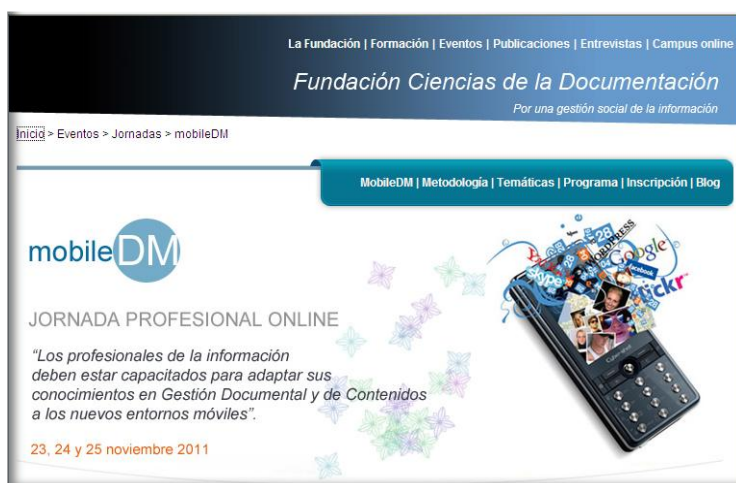 La Fundación | Formación | Eventos | Publicaciones | Entrevistas | Campus online
Fundación Ciencias de la Documentación
Por una gestión social de la información
Inicio > Eventos > Jornadas > mobileDM
MobileDM | Metodología | Temáticas | Programa | Inscripción | Blog
mobileDM
JORNADA PROFESIONAL ONLINE
“Los profesionales de la información
deben estar capacitados para adaptar sus
conocimientos en Gestión Documental y de Contenidos
a los nuevos entornos móviles”.
23, 24 y 25 noviembre 2011
28
WORDPRESS
Google
skype
facebook
flickr
Cyber-shot